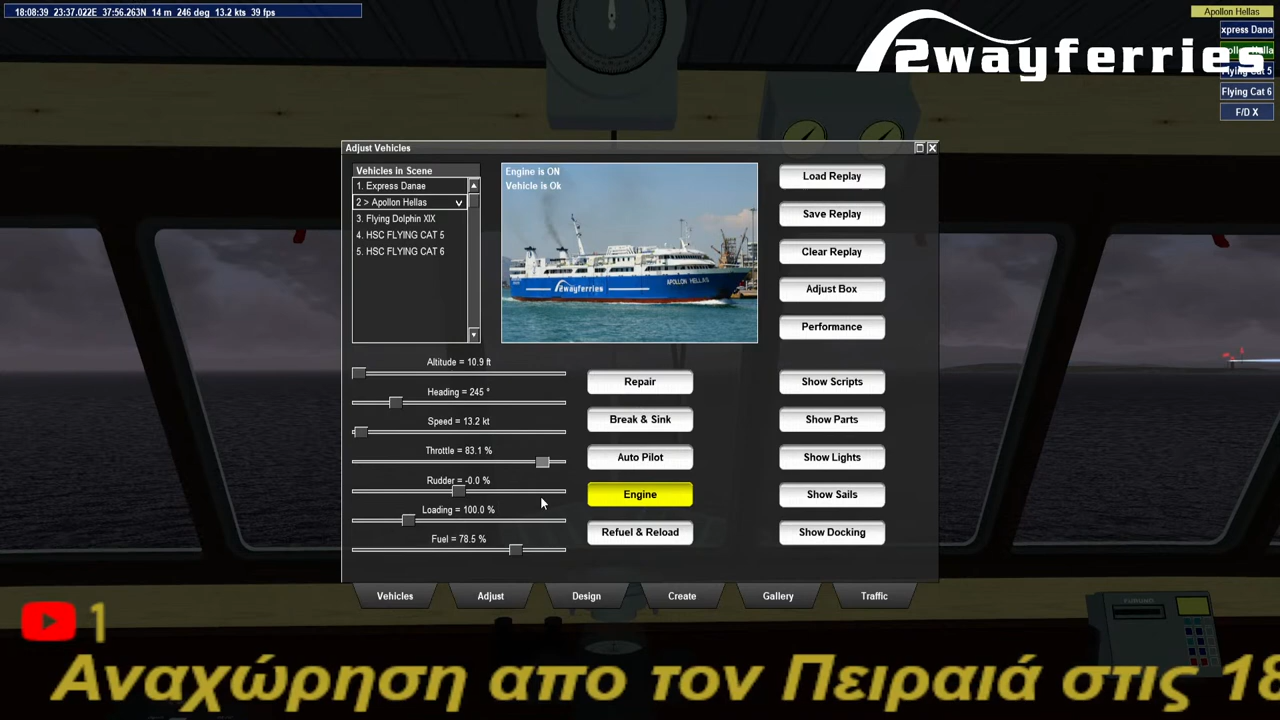 18:08:39 23:37.022E 37:56.263N 14 m 246 deg 13.2 kts 39 fps
Apollon Hellas
xpress Dana
2wayferries
Flying Cat 5
Flying Cat 6
F/D X
Adjust Vehicles
Vehicles in Scene
1. Express Danae
2 > Apollon Hellas
3. Flying Dolphin XIX
4. HSC FLYING CAT 5
5. HSC FLYING CAT 6
Engine is ON
Vehicle is Ok
2wayferries
APOLLON HELLAS
Load Replay
Save Replay
Clear Replay
Adjust Box
Performance
Altitude = 10.9 ft
Heading = 245 °
Speed = 13.2 kt
Throttle = 83.1 %
Rudder = -0.0 %
Loading = 100.0 %
Fuel = 78.5 %
Repair
Break & Sink
Auto Pilot
Engine
Refuel & Reload
Show Scripts
Show Parts
Show Lights
Show Sails
Show Docking
Vehicles
Adjust
Design
Create
Gallery
Traffic
FURUNO
1
Αναχώρηση απο τον Πειραιά στις 18